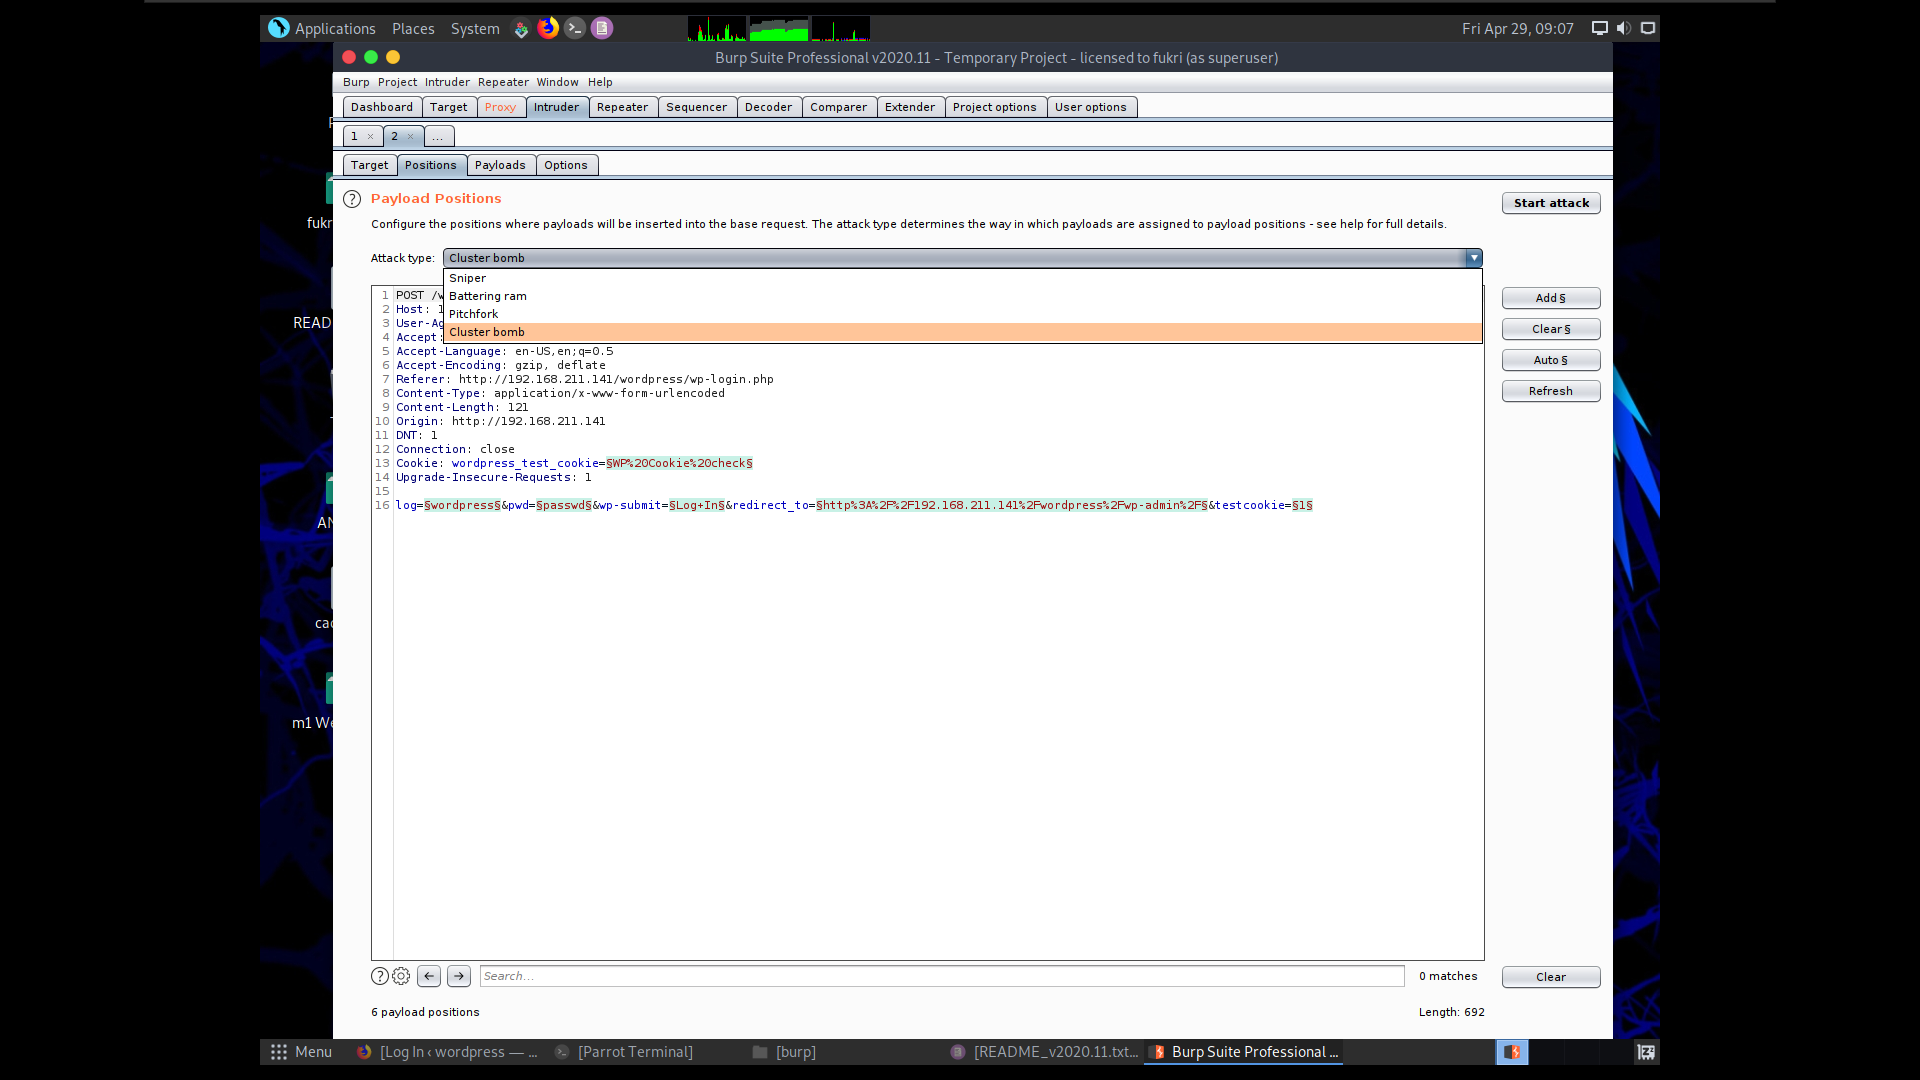 Applications Places System
Fri Apr 29, 09:07
Burp Suite Professional v2020.11 - Temporary Project - licensed to fukri (as superuser)
Burp Project Intruder Repeater Window Help
Dashboard Target Proxy Intruder Repeater Sequencer Decoder Comparer Extender Project options User options
1 × 2 × ...
Target Positions Payloads Options
? Payload Positions
Start attack
Configure the positions where payloads will be inserted into the base request. The attack type determines the way in which payloads are assigned to payload positions - see help for full details.
Attack type: Cluster bomb
Sniper
Battering ram
Pitchfork
Cluster bomb
1 POST /w
2 Host: 1
3 User-Ag
4 Accept:
5 Accept-Language: en-US,en;q=0.5
6 Accept-Encoding: gzip, deflate
7 Referer: http://192.168.211.141/wordpress/wp-login.php
8 Content-Type: application/x-www-form-urlencoded
9 Content-Length: 121
10 Origin: http://192.168.211.141
11 DNT: 1
12 Connection: close
13 Cookie: wordpress_test_cookie=§WP%20Cookie%20check§
14 Upgrade-Insecure-Requests: 1
15
16 log=§wordpress§&pwd=§passwd§&wp-submit=§Log+In§&redirect_to=§http%3A%2F%2F192.168.211.141%2Fwordpress%2Fwp-admin%2F§&testcookie=§1§
Add §
Clear §
Auto §
Refresh
fukr
READ
AN
cac
m1 We
? Search...
0 matches
Clear
6 payload positions
Length: 692
Menu [Log In ‹ wordpress — ... [Parrot Terminal] [burp] [README_v2020.11.txt... Burp Suite Professional ...